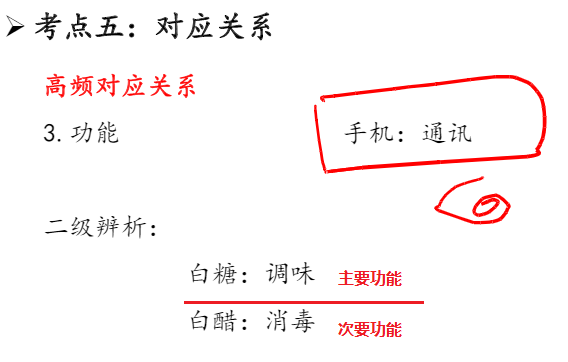 ➢ 考点五：对应关系
高频对应关系
3.功能 手机：通讯
二级辨析：
白糖：调味 主要功能
白醋：消毒 次要功能